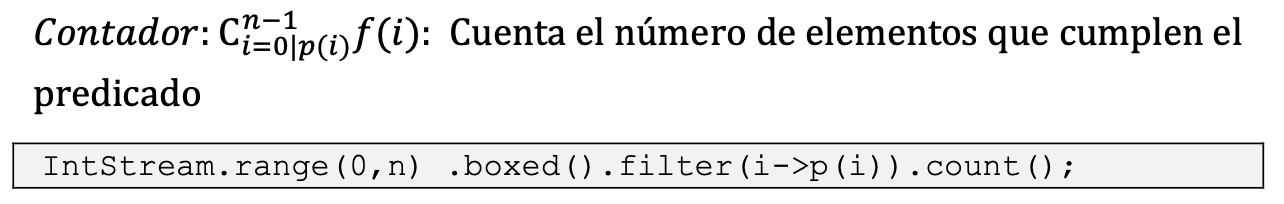 Contador: C_{i=0|p(i)}^{n−1} f(i): Cuenta el número de elementos que cumplen el
predicado
IntStream.range(0,n) .boxed().filter(i->p(i)).count();